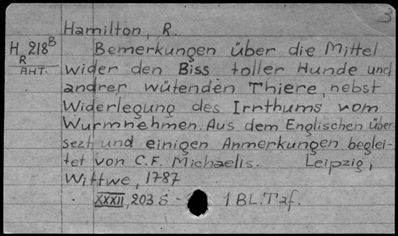 3
Hamilton, R.
H 218 B
R
AHT.
Bemerkungen über die Mittel
wider den Biss toller Hunde und
andrer wütenden Thiere, nebst
Widerlegung des Irrthums vom
Wurmnehmen. Aus dem Englischen über
sezt und einigen Anmerkungen beglei-
tet von C.F. Michaelis. Leipzig,
Wittwe, 1787
XXXII, 203 S. - 1 BL. Taf.